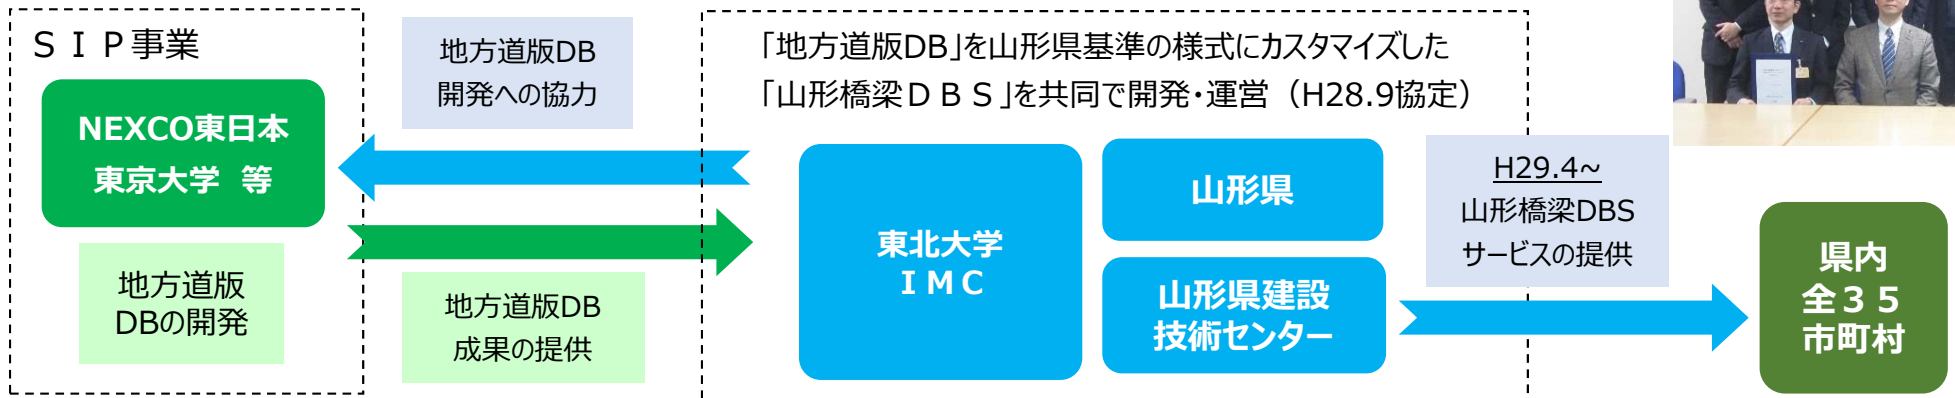 ＳＩＰ事業
NEXCO東日本
東京大学 等
地方道版
DBの開発
地方道版DB
開発への協力
地方道版DB
成果の提供
「地方道版DB」を山形県基準の様式にカスタマイズした
「山形橋梁ＤＢＳ」を共同で開発・運営（H28.9協定）
東北大学
ＩＭＣ
山形県
山形県建設
技術センター
H29.4~
山形橋梁DBS
サービスの提供
県内
全３５
市町村